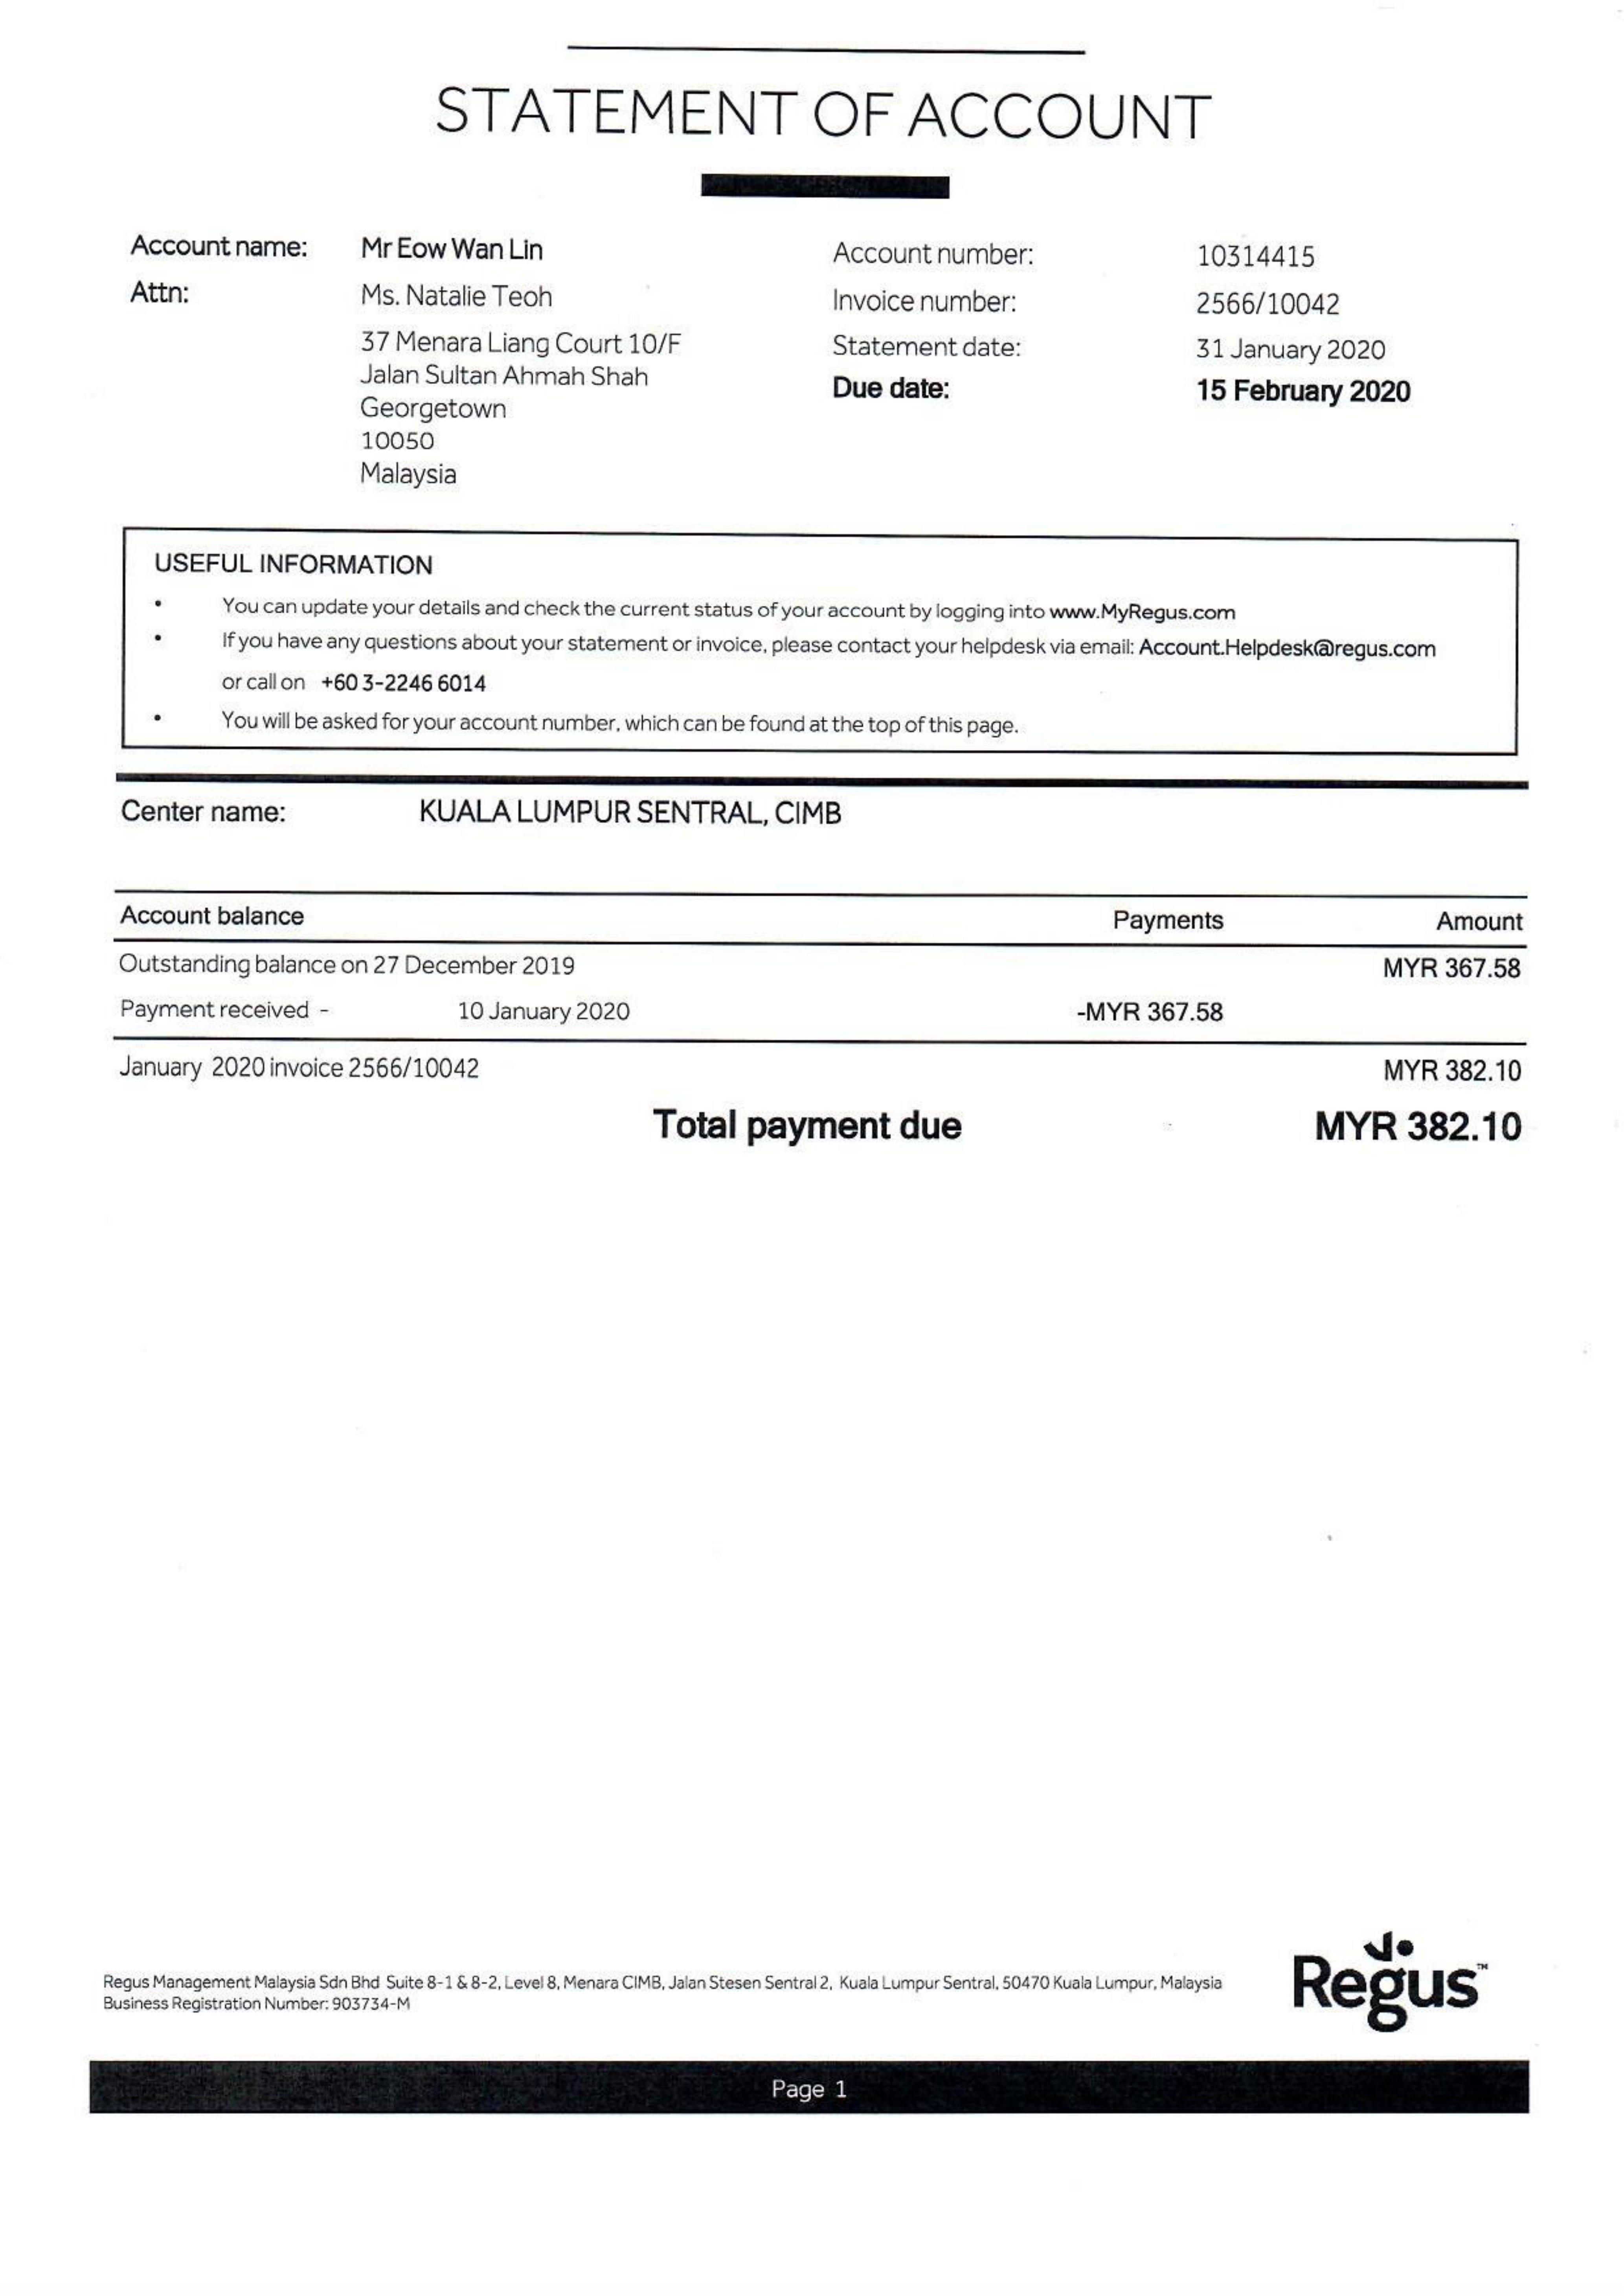 STATEMENT OF ACCOUNT
Account name: Mr Eow Wan Lin
Attn: Ms. Natalie Teoh
37 Menara Liang Court 10/F
Jalan Sultan Ahmah Shah
Georgetown
10050
Malaysia
Account number: 10314415
Invoice number: 2566/10042
Statement date: 31 January 2020
Due date: 15 February 2020
USEFUL INFORMATION
• You can update your details and check the current status of your account by logging into www.MyRegus.com
• If you have any questions about your statement or invoice, please contact your helpdesk via email: Account.Helpdesk@regus.com
or call on +60 3-2246 6014
• You will be asked for your account number, which can be found at the top of this page.
Center name: KUALA LUMPUR SENTRAL, CIMB
Account balance Payments Amount
Outstanding balance on 27 December 2019 MYR 367.58
Payment received - 10 January 2020 -MYR 367.58
January 2020 invoice 2566/10042 MYR 382.10
Total payment due MYR 382.10
Regus Management Malaysia Sdn Bhd Suite 8-1 & 8-2, Level 8, Menara CIMB, Jalan Stesen Sentral 2, Kuala Lumpur Sentral, 50470 Kuala Lumpur, Malaysia
Business Registration Number: 903734-M
Regus™
Page 1